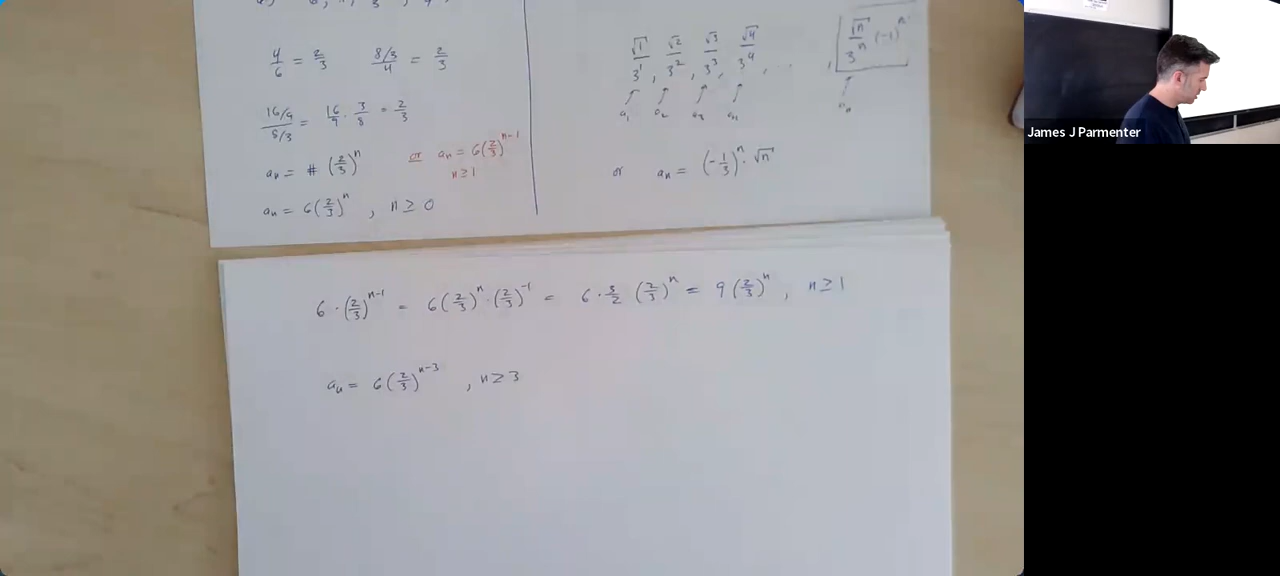 4/6 = 2/3    8/3/4 = 2/3
16/9/8/3 = 16/9 · 3/8 = 2/3
aₙ = # (2/3)ⁿ    or aₙ = 6(2/3)ⁿ⁻¹
n ≥ 1
aₙ = 6(2/3)ⁿ , n ≥ 0
√1/3¹ , √2/3² , √3/3³ , √4/3⁴ , ... , √n/3ⁿ (-1)ⁿ
a₁ a₂ a₃ a₄ aₙ
or aₙ = (-1/3)ⁿ · √n
6 · (2/3)ⁿ⁻¹ = 6(2/3)ⁿ · (2/3)⁻¹ = 6 · 3/2 (2/3)ⁿ = 9(2/3)ⁿ , n ≥ 1
aₙ = 6(2/3)ⁿ⁻³ , n ≥ 3
James J Parmenter